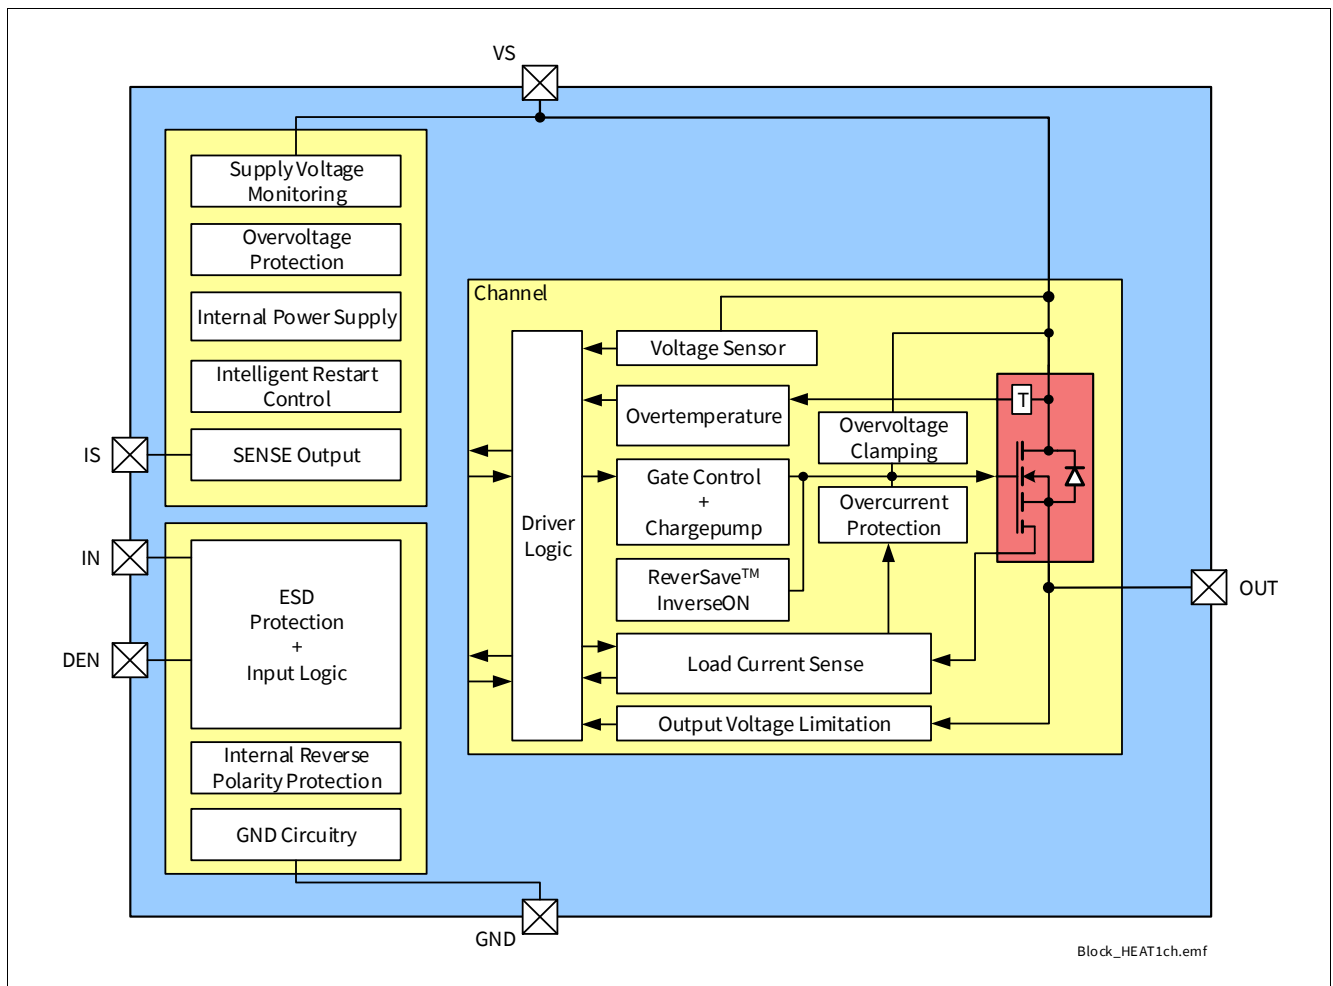 VS
Supply Voltage
Monitoring
Overvoltage
Protection
Internal Power Supply
Intelligent Restart
Control
SENSE Output
IS
IN
DEN
ESD
Protection
+
Input Logic
Internal Reverse
Polarity Protection
GND Circuitry
GND
Channel
Driver
Logic
Voltage Sensor
Overtemperature
Gate Control
+
Chargepump
ReverSave™
InverseON
Overvoltage
Clamping
Overcurrent
Protection
T
Load Current Sense
Output Voltage Limitation
OUT
Block_HEAT1ch.emf